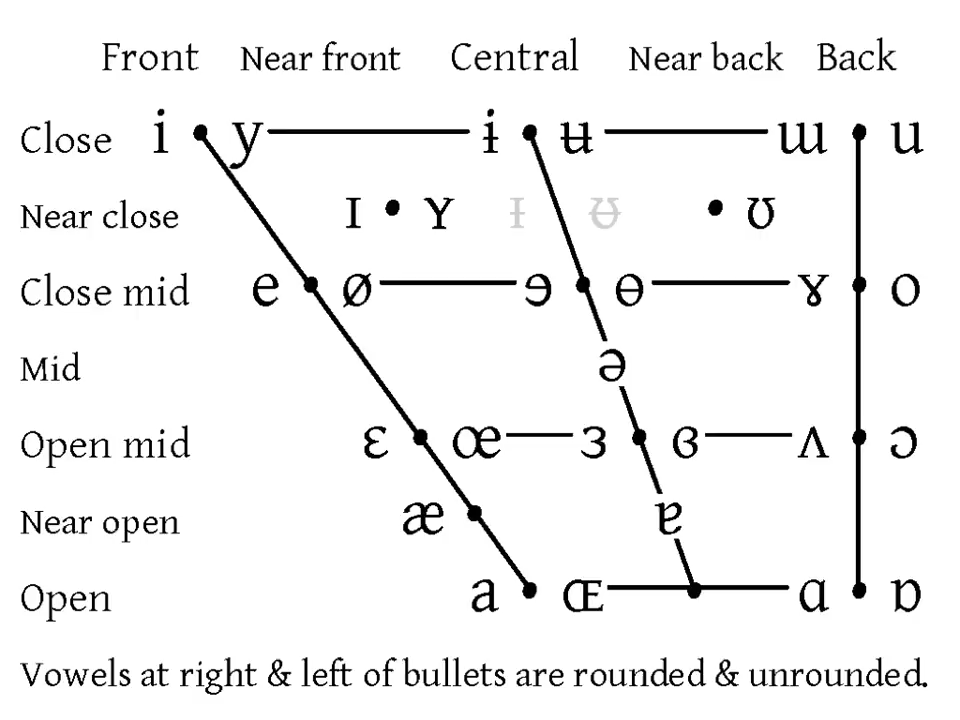 Front Near front Central Near back Back
Close i y ɨ ʉ ɯ u
Near close ɪ ʏ ɪ̵ ʊ̵ ʊ
Close mid e ø ɘ ɵ ɤ o
Mid ə
Open mid ɛ œ ɜ ɞ ʌ ɔ
Near open æ ɐ
Open a ɶ ɑ ɒ
Vowels at right & left of bullets are rounded & unrounded.